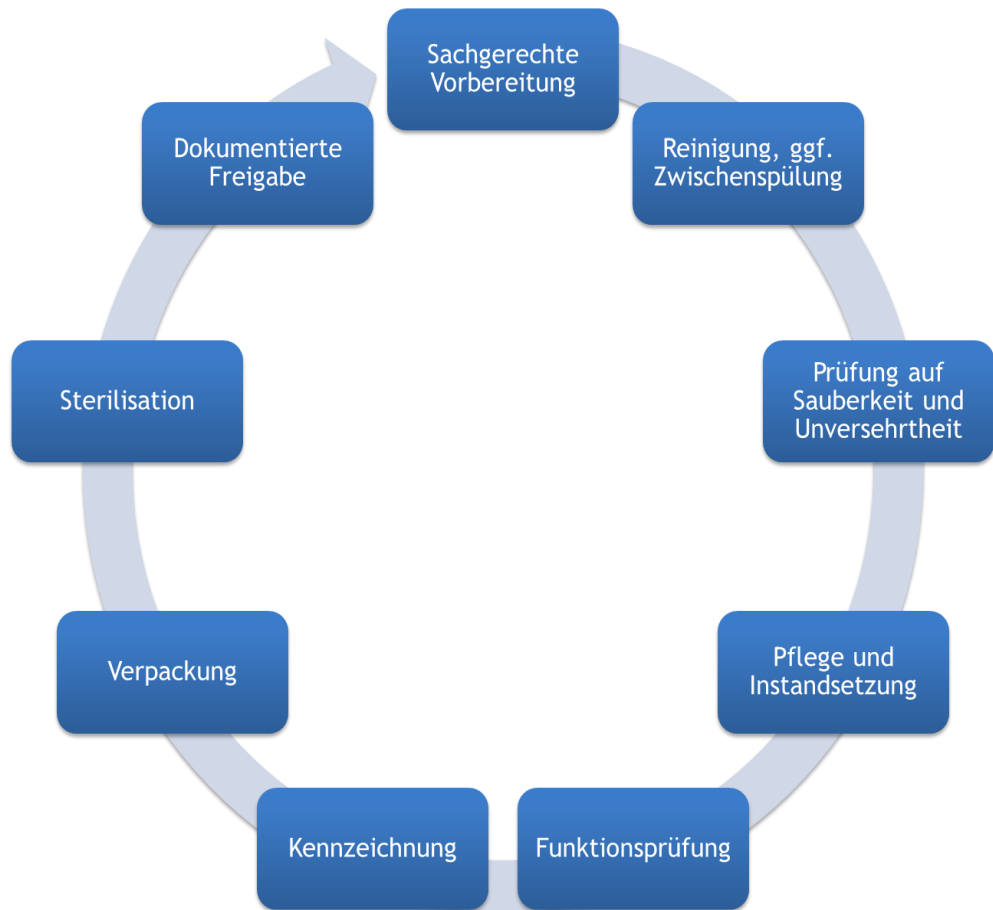 Sachgerechte
Vorbereitung
Reinigung, ggf.
Zwischenspülung
Prüfung auf
Sauberkeit und
Unversehrtheit
Pflege und
Instandsetzung
Funktionsprüfung
Kennzeichnung
Verpackung
Sterilisation
Dokumentierte
Freigabe